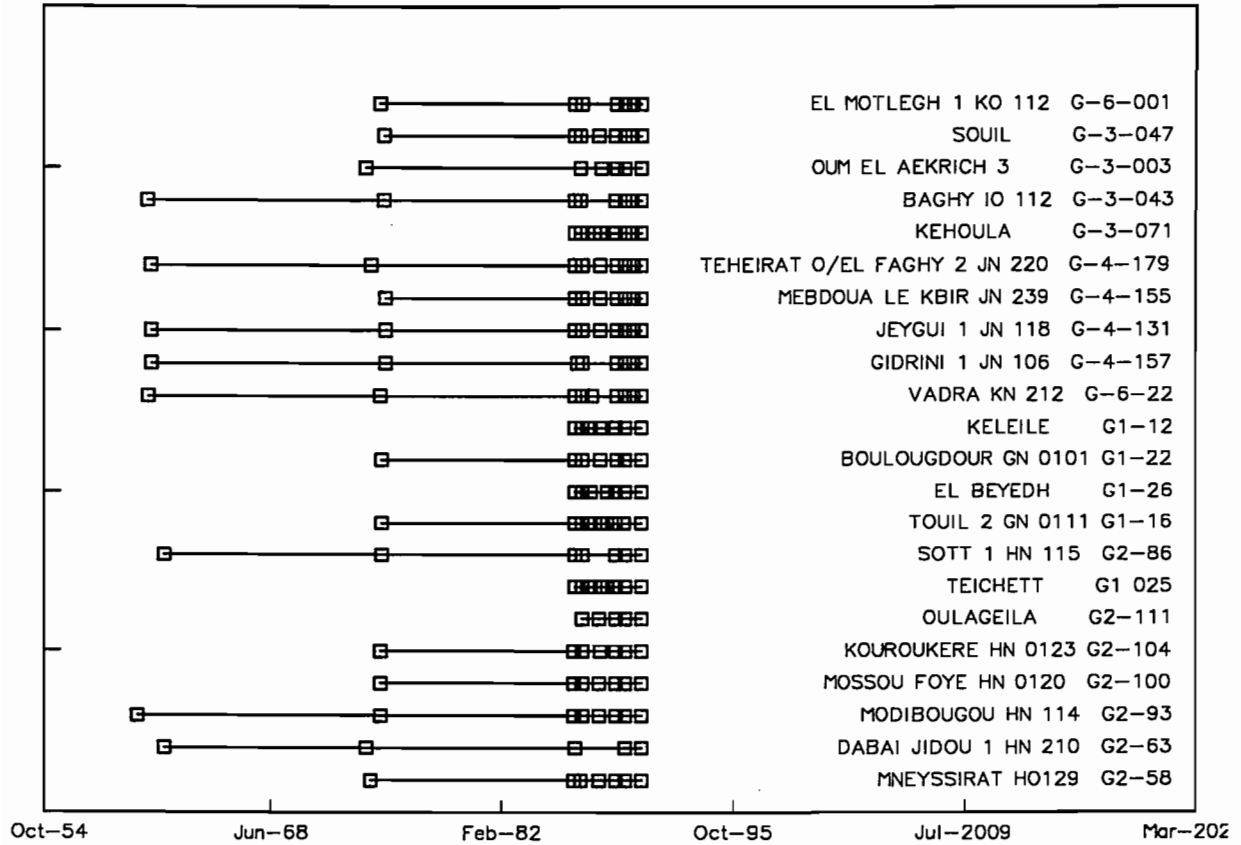 EL MOTLEGH 1 KO 112 G-6-001
SOUIL G-3-047
OUM EL AEKRICH 3 G-3-003
BAGHY IO 112 G-3-043
KEHOULA G-3-071
TEHEIRAT O/EL FAGHY 2 JN 220 G-4-179
MEBDOUA LE KBIR JN 239 G-4-155
JEYGUI 1 JN 118 G-4-131
GIDRINI 1 JN 106 G-4-157
VADRA KN 212 G-6-22
KELEILE G1-12
BOULOUGDOUR GN 0101 G1-22
EL BEYEDH G1-26
TOUIL 2 GN 0111 G1-16
SOTT 1 HN 115 G2-86
TEICHETT G1 025
OULAGEILA G2-111
KOUROUKERE HN 0123 G2-104
MOSSOU FOYE HN 0120 G2-100
MODIBOUGOU HN 114 G2-93
DABAI JIDOU 1 HN 210 G2-63
MNEYSSIRAT HO129 G2-58
Oct-54 Jun-68 Feb-82 Oct-95 Jul-2009 Mar-202